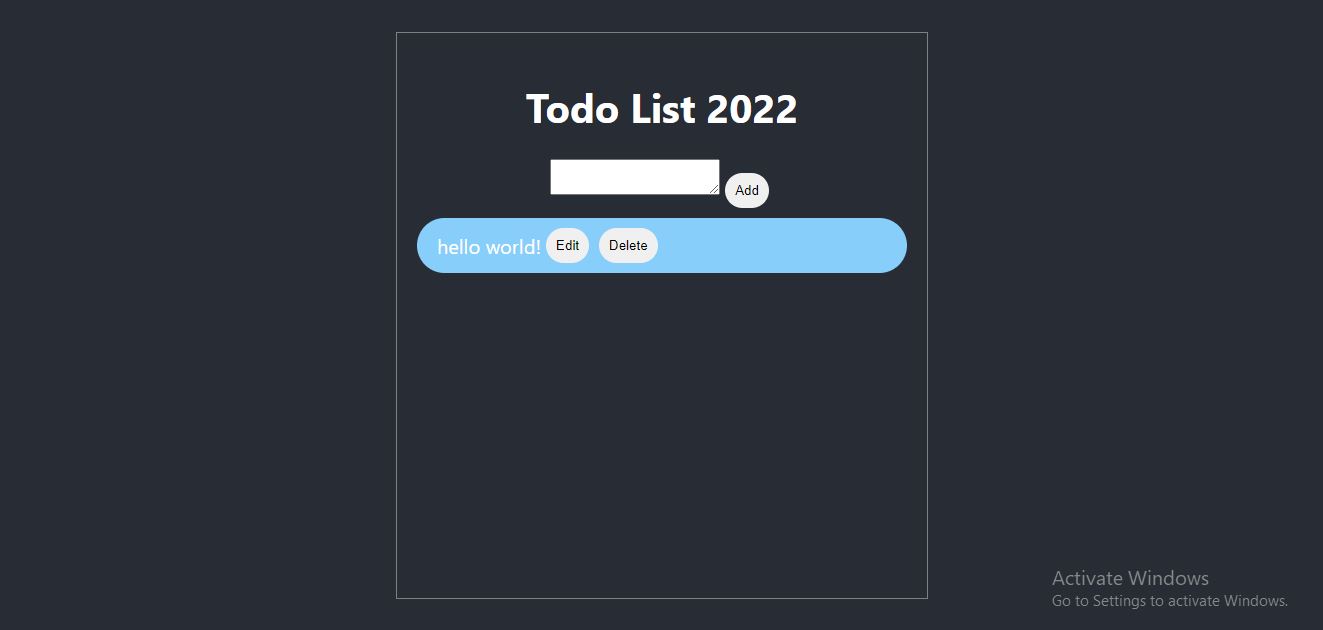 Todo List 2022
Add
hello world! Edit Delete
Activate Windows
Go to Settings to activate Windows.